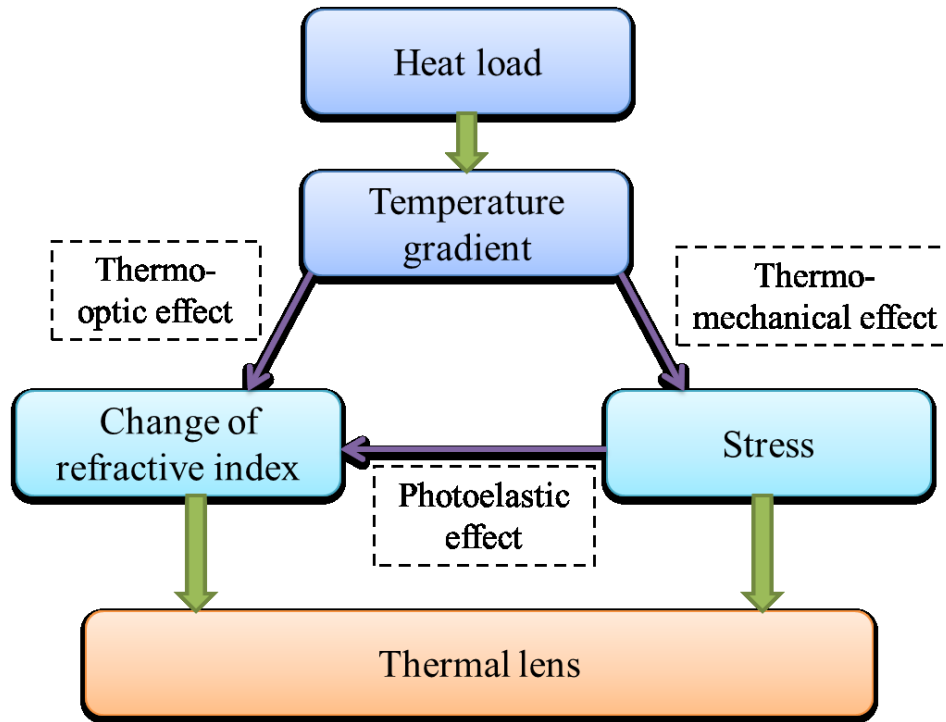 Heat load
Temperature
gradient
Thermo-
optic effect
Thermo-
mechanical effect
Change of
refractive index
Stress
Photoelastic
effect
Thermal lens